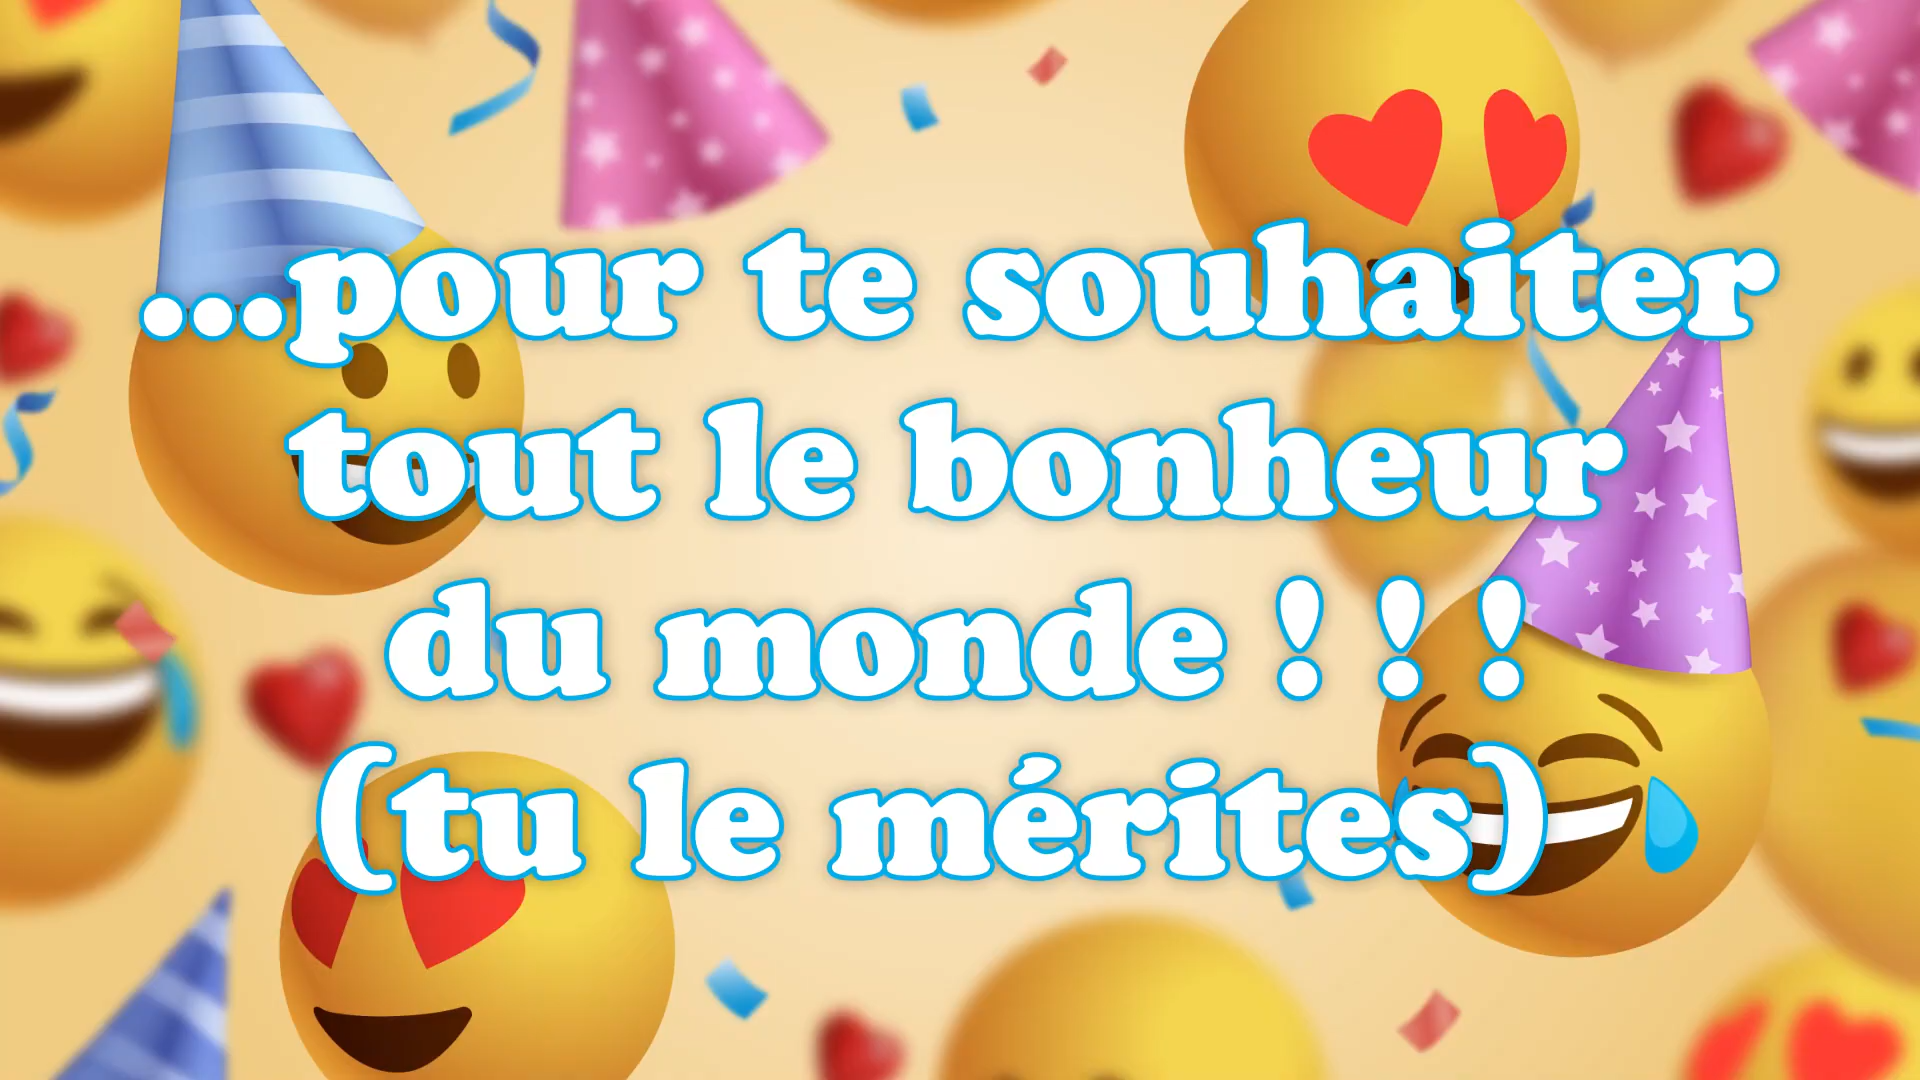 ...pour te souhaiter
tout le bonheur
du monde ! ! !
(tu le mérites)